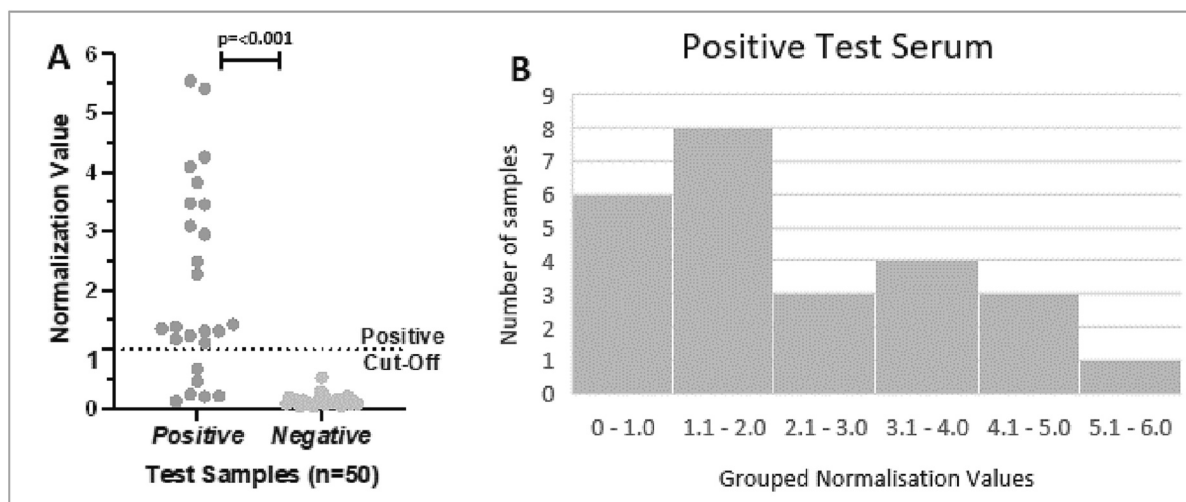 A
p=<0.001
Normalization Value
6
5
4
3
2
1
0
Positive
Cut-Off
Positive Negative
Test Samples (n=50)
B
Positive Test Serum
Number of samples
9
8
7
6
5
4
3
2
1
0
0 - 1.0 1.1 - 2.0 2.1 - 3.0 3.1 - 4.0 4.1 - 5.0 5.1 - 6.0
Grouped Normalisation Values